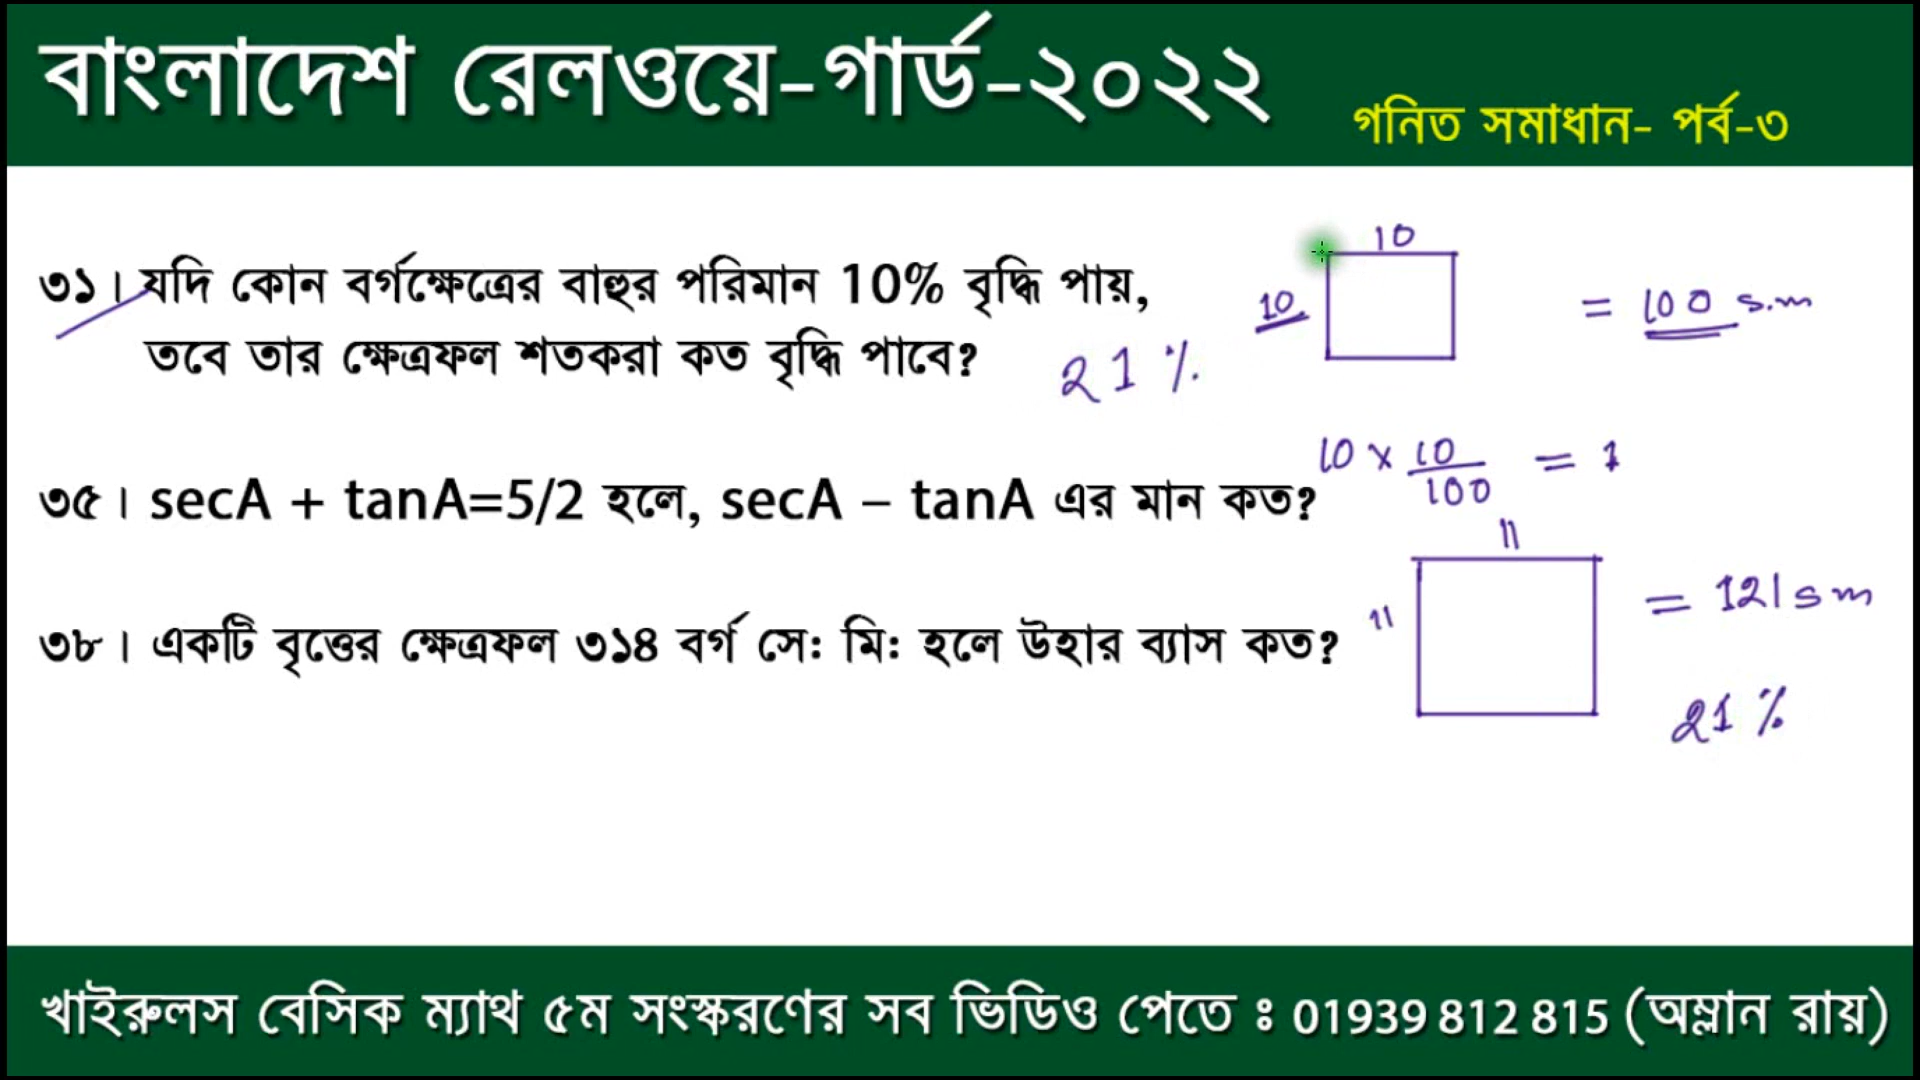 বাংলাদেশ রেলওয়ে-গার্ড-২০২২
গনিত সমাধান- পর্ব-৩
৩১। যদি কোন বর্গক্ষেত্রের বাহুর পরিমান 10% বৃদ্ধি পায়,
তবে তার ক্ষেত্রফল শতকরা কত বৃদ্ধি পাবে?
21 %
10
10
= 100 s.m
৩৫। secA + tanA=5/2 হলে, secA – tanA এর মান কত?
10 × 10/100 = 1
৩৮। একটি বৃত্তের ক্ষেত্রফল ৩১৪ বর্গ সে: মি: হলে উহার ব্যাস কত?
11
11
= 121 s m
21 %
খাইরুলস বেসিক ম্যাথ ৫ম সংস্করণের সব ভিডিও পেতে ঃ 01939 812 815 (অম্লান রায়)